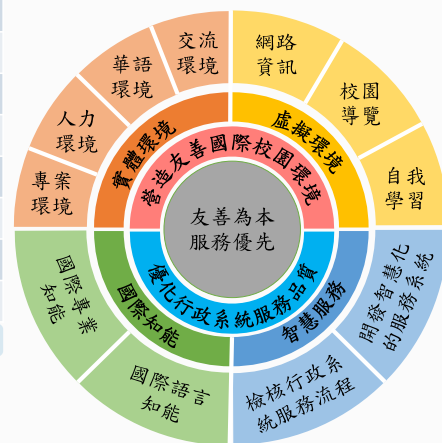 交流
環境
網路
資訊
華語
環境
校園
導覽
人力
環境
自我
學習
專案
環境
實體環境
虛擬環境
營造友善國際校園環境
友善為本
服務優先
優化行政系統服務品質
國際知能
智慧服務
國際專業
知能
國際語言
知能
檢核行政系
統服務流程
開發智慧化
的服務系統